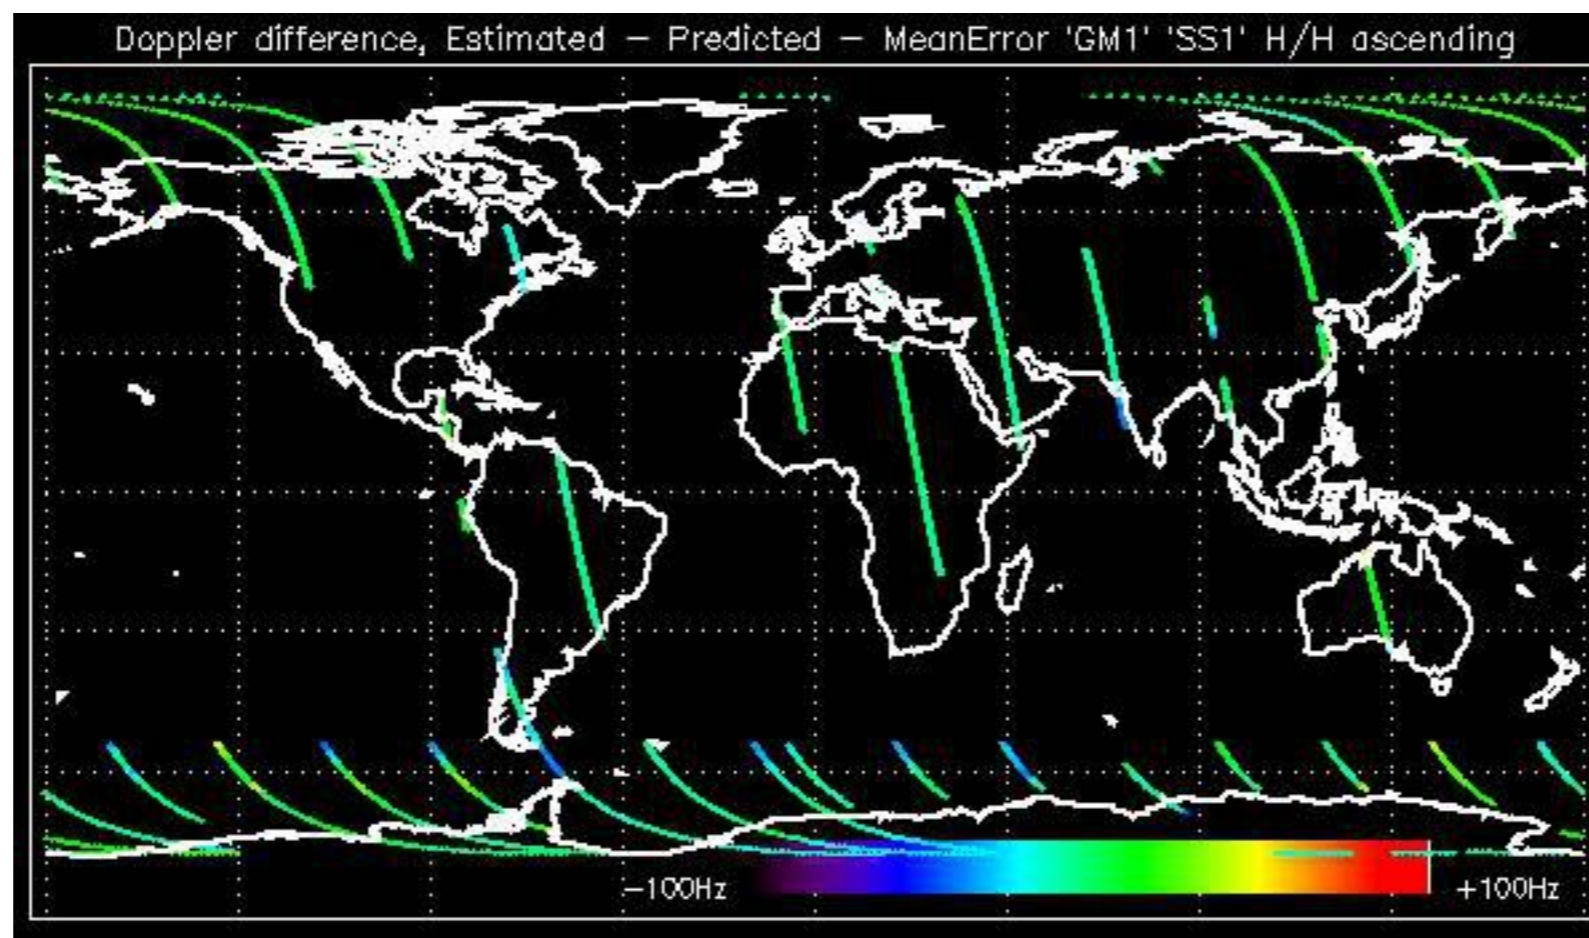 Doppler difference, Estimated - Predicted - MeanError 'GM1' 'SS1' H/H ascending
-100Hz
+100Hz